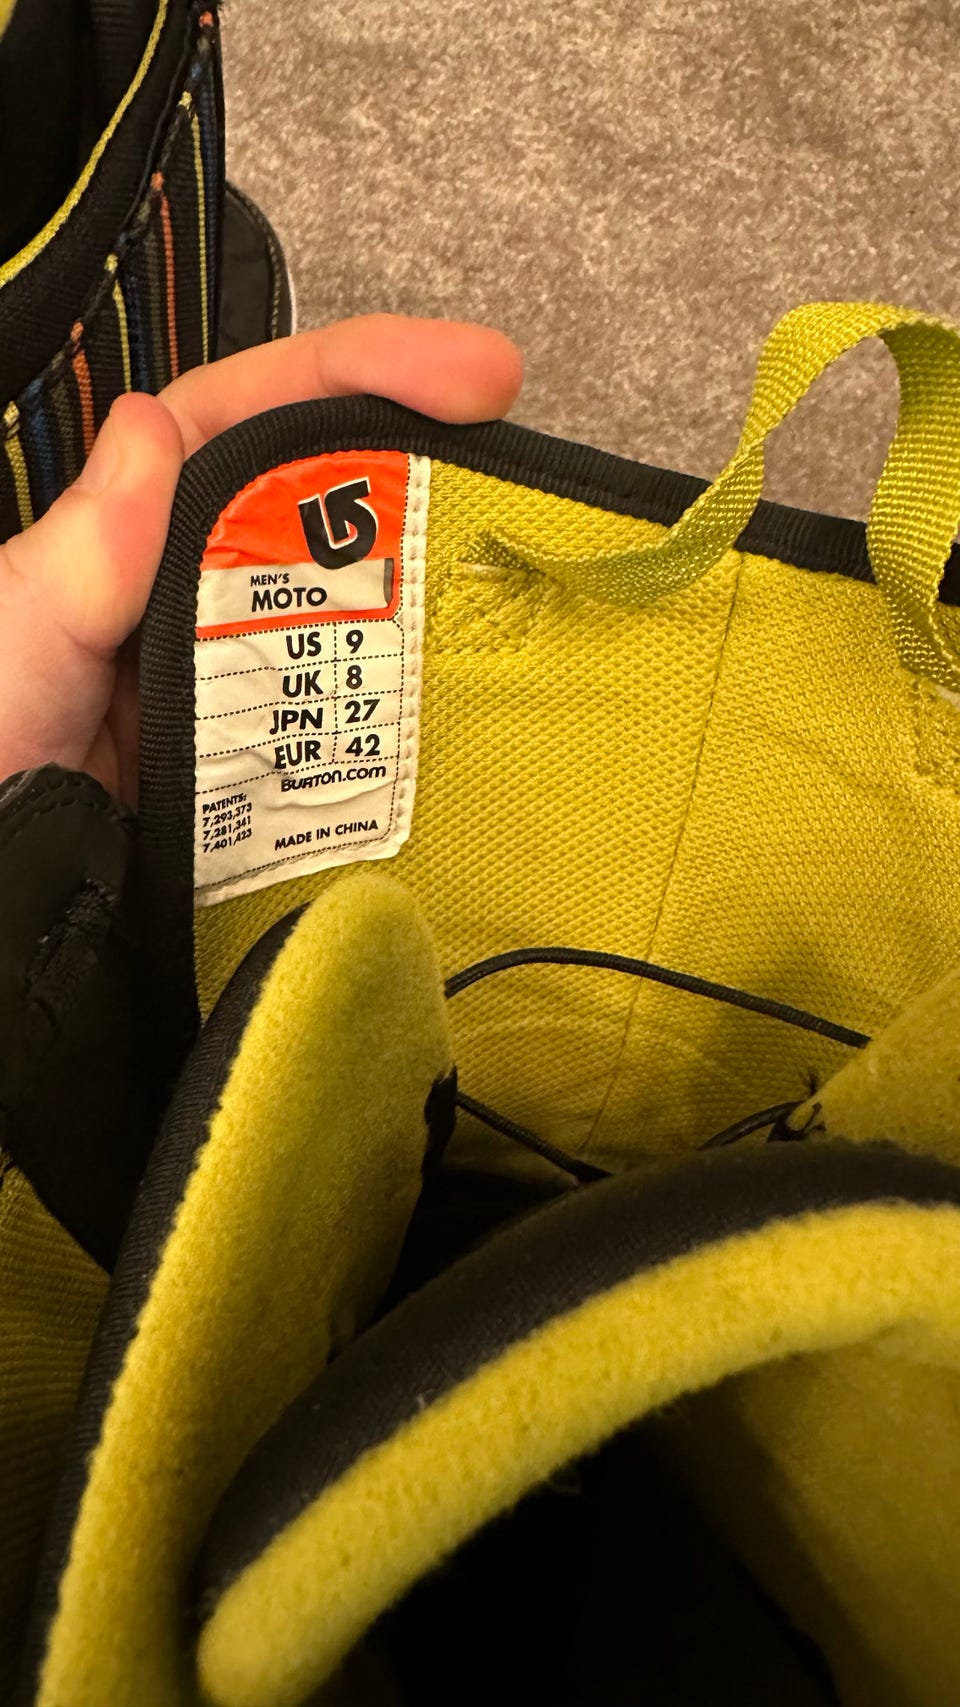 MEN'S
MOTO
US 9
UK 8
JPN 27
EUR 42
BURTON.COM
PATENTS:
7,293,373
7,281,341
7,401,423
MADE IN CHINA